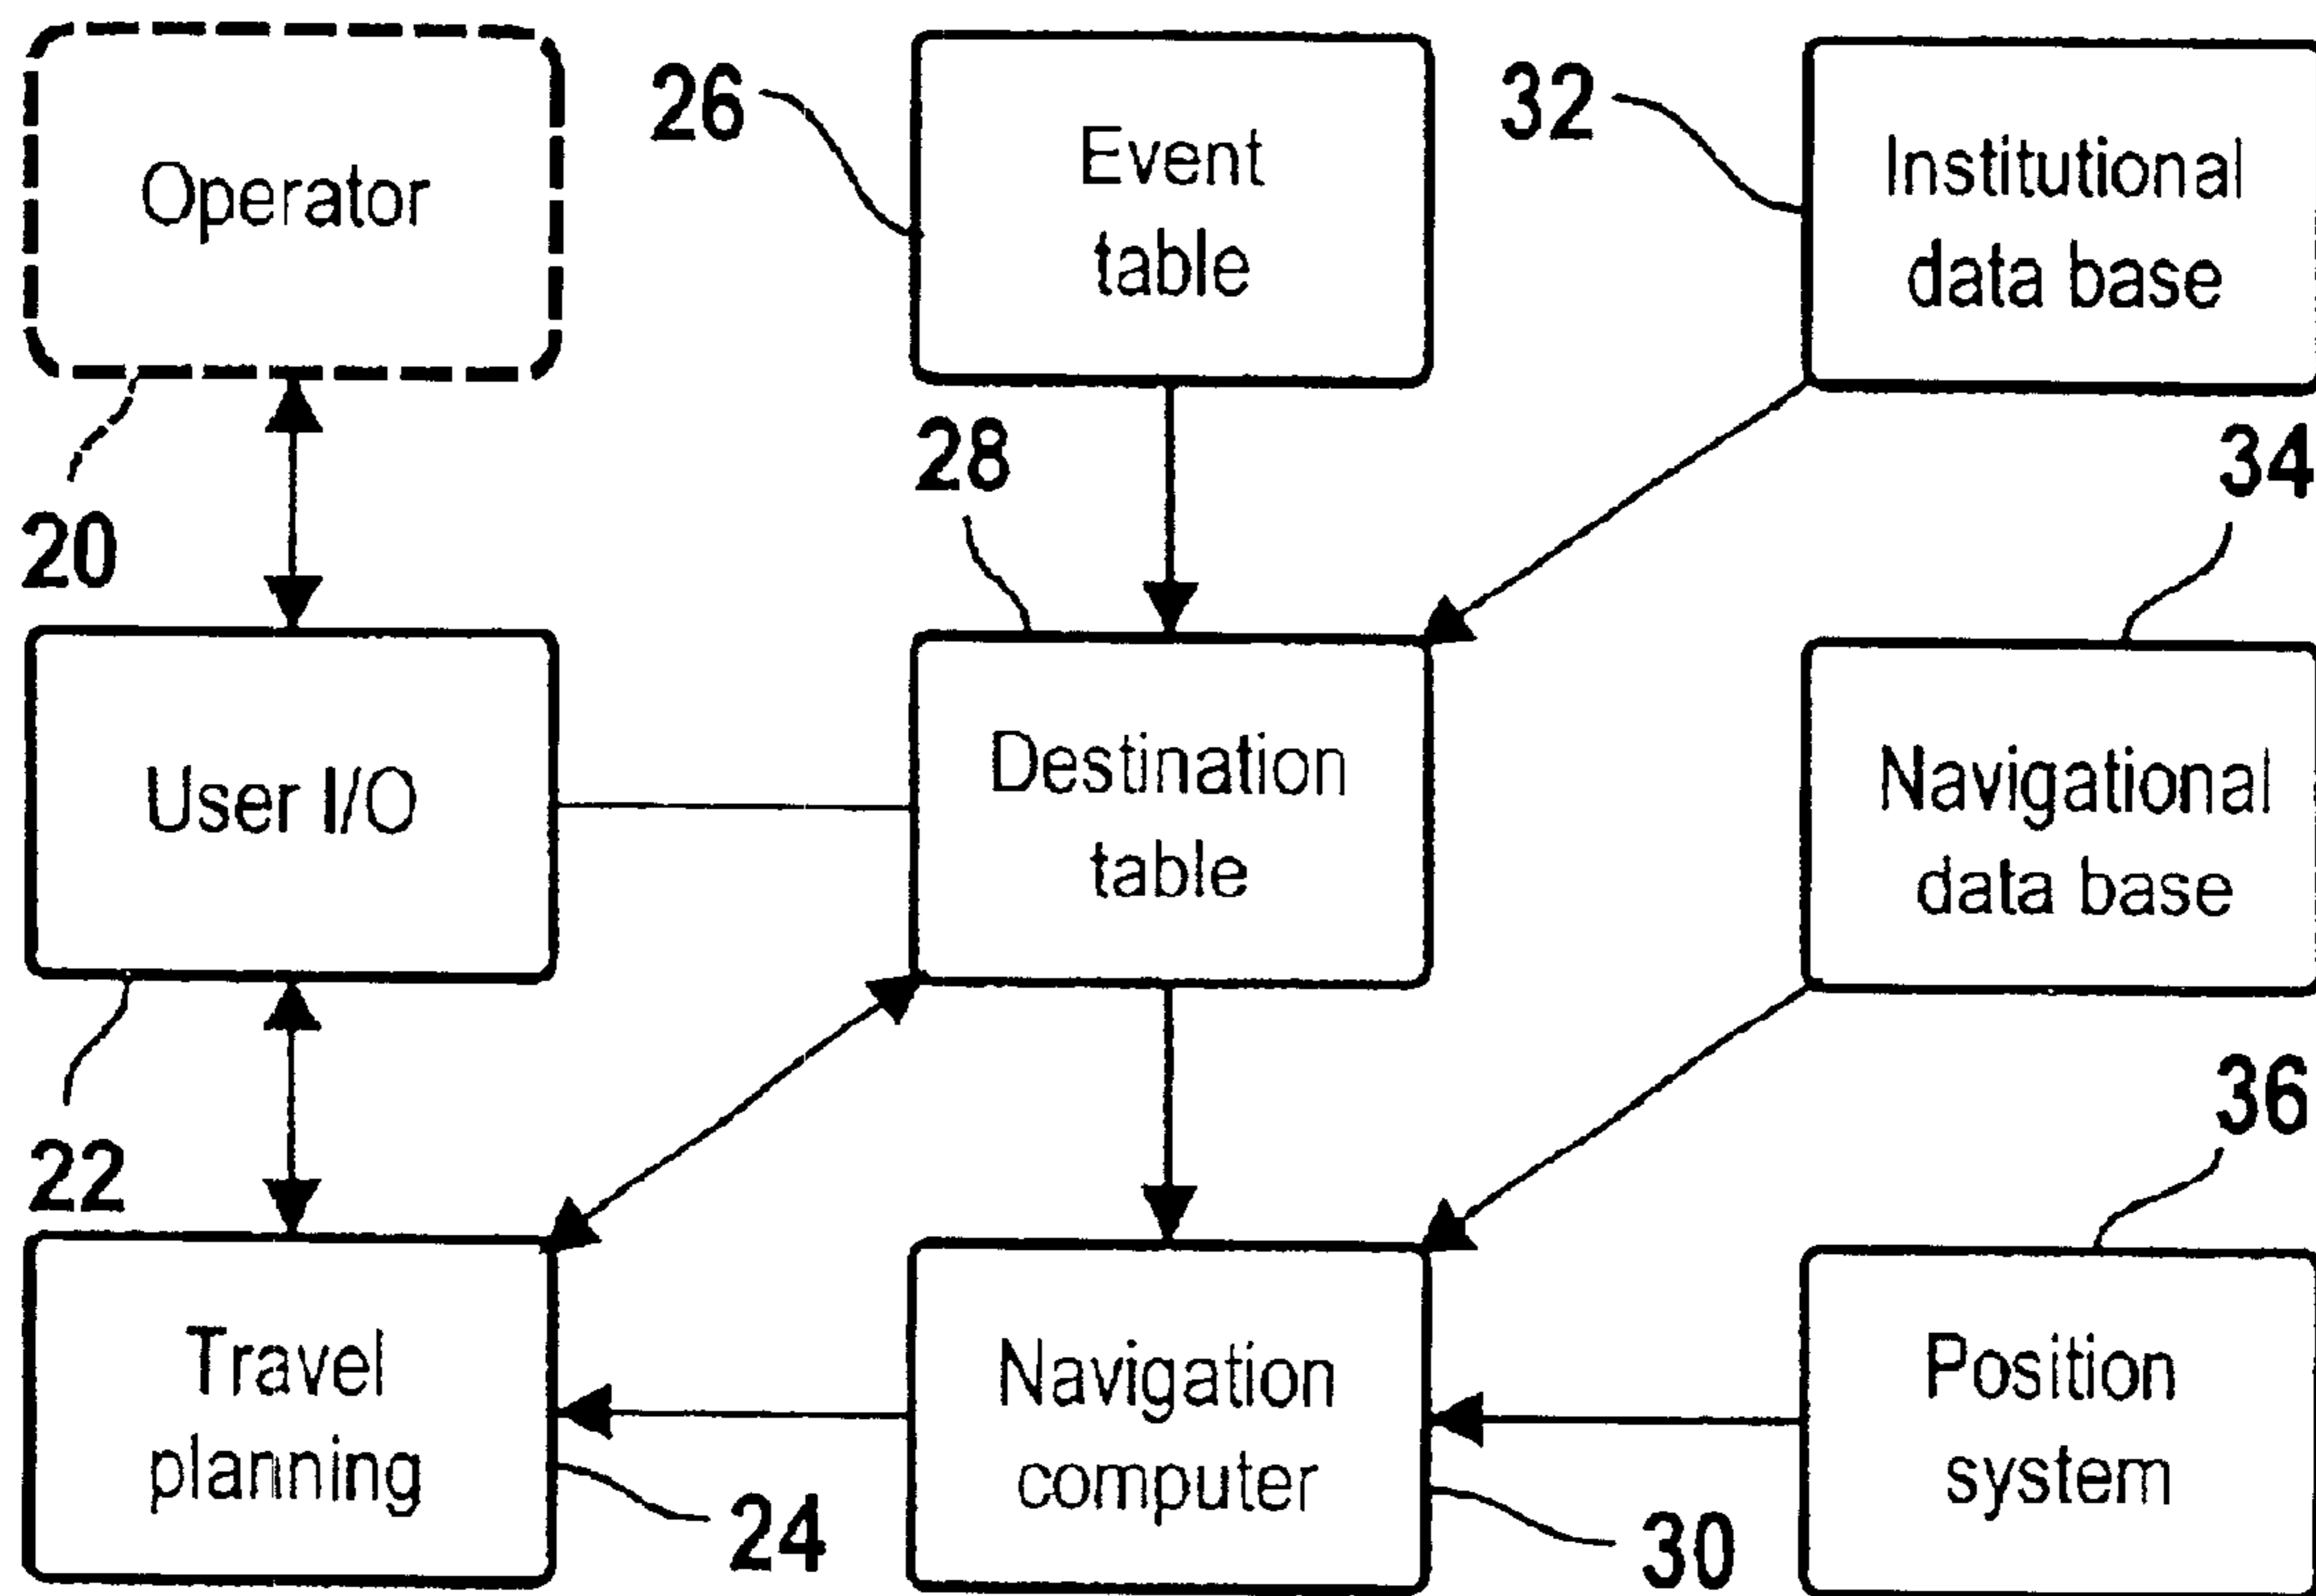 Operator
26
Event
table
32
Institutional
data base
20
28
34
User I/O
Destination
table
Navigational
data base
22
36
Travel
planning
24
Navigation
computer
30
Position
system